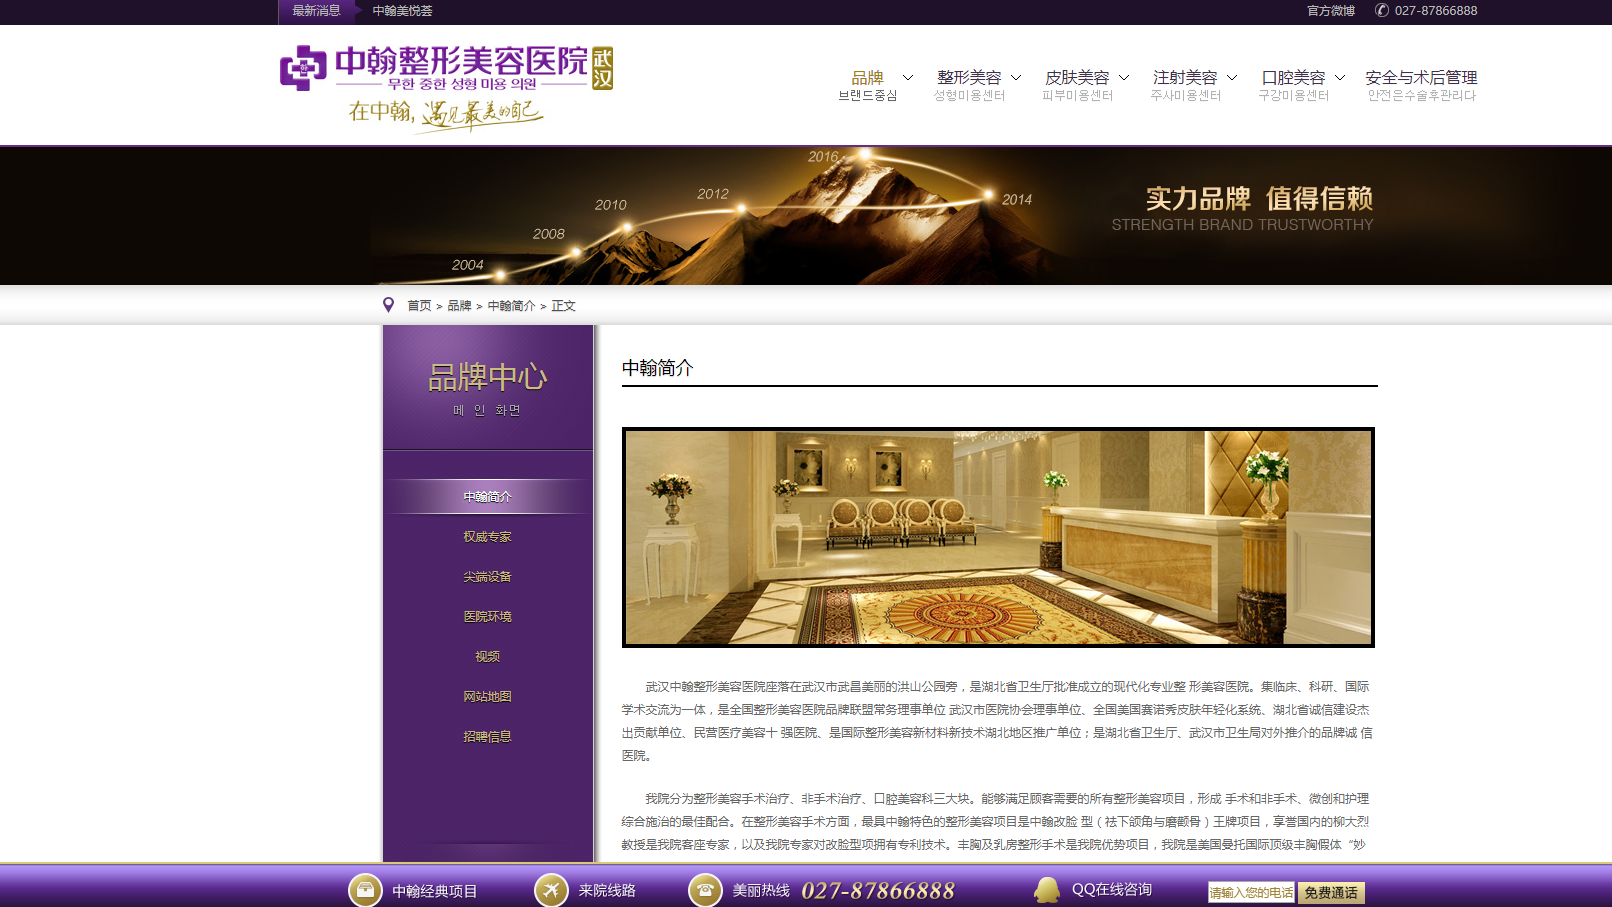 最新消息
中翰美悦荟
官方微博
027-87866888
中翰整形美容医院
武汉
무한 중한 성형 미용 의원
在中翰,遇见最美的自己
品牌
整形美容
皮肤美容
注射美容
口腔美容
安全与术后管理
브랜드중심
성형미용센터
피부미용센터
주사미용센터
구강미용센터
안전은수술후관리다
2004
2008
2010
2012
2016
2014
实力品牌 值得信赖
STRENGTH BRAND TRUSTWORTHY
首页 > 品牌 > 中翰简介 > 正文
品牌中心
메 인 화면
中翰简介
权威专家
尖端设备
医院环境
视频
网站地图
招聘信息
中翰简介
武汉中翰整形美容医院座落在武汉市武昌美丽的洪山公园旁，是湖北省卫生厅批准成立的现代化专业整 形美容医院。集临床、科研、国际
学术交流为一体，是全国整形美容医院品牌联盟常务理事单位 武汉市医院协会理事单位、全国美国赛诺秀皮肤年轻化系统、湖北省诚信建设杰
出贡献单位、民营医疗美容十 强医院、是国际整形美容新材料新技术湖北地区推广单位；是湖北省卫生厅、武汉市卫生局对外推介的品牌诚 信
医院。
我院分为整形美容手术治疗、非手术治疗、口腔美容科三大块。能够满足顾客需要的所有整形美容项目，形成 手术和非手术、微创和护理
综合施治的最佳配合。在整形美容手术方面，最具中翰特色的整形美容项目是中翰改脸 型（祛下颌角与磨颧骨）王牌项目，享誉国内的柳大烈
教授是我院客座专家，以及我院专家对改脸型项拥有专利技术。丰胸及乳房整形手术是我院优势项目，我院是美国曼托国际顶级丰胸假体“妙
中翰经典项目
来院线路
美丽热线
027-87866888
QQ在线咨询
请输入您的电话
免费通话